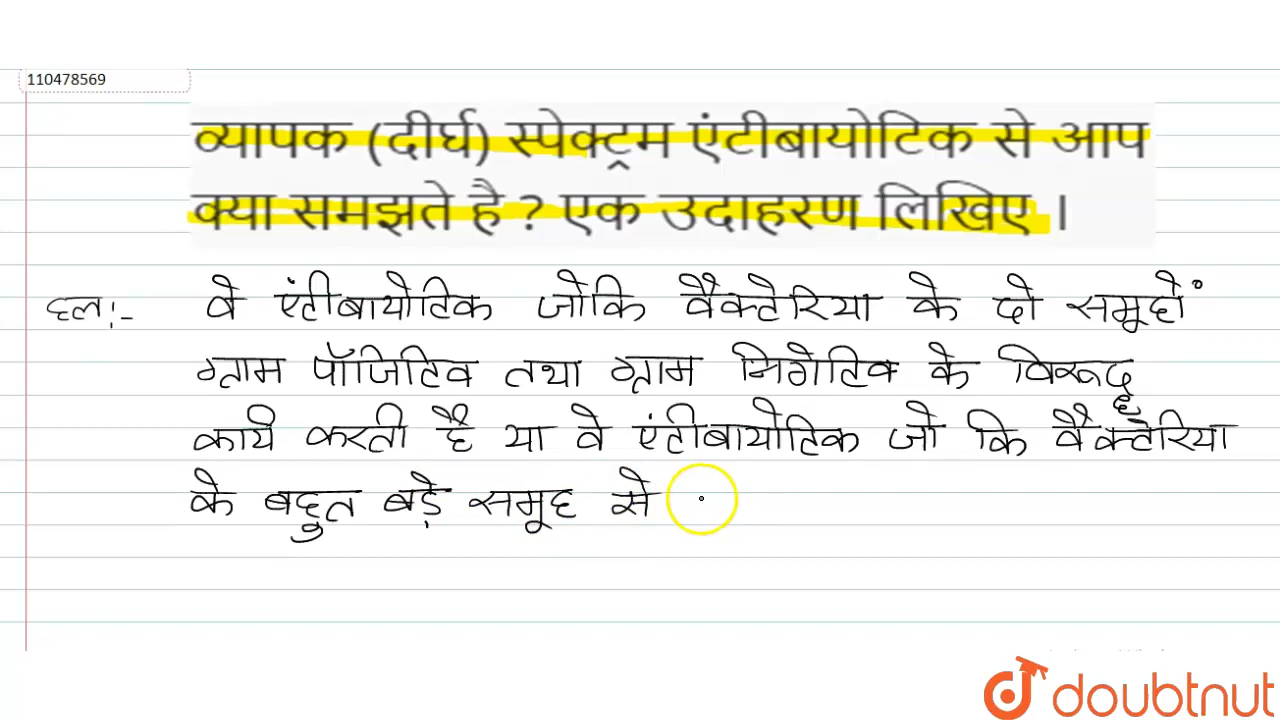 110478569
व्यापक (दीर्घ) स्पेक्ट्रम एंटीबायोटिक से आप
क्या समझते है ? एक उदाहरण लिखिए ।
हल:- वे एंटीबायोटिक जोकि बैक्टेरिया के दो समूहों
ग्राम पॉजिटिव तथा ग्राम निगेटिव के विरूद्ध
कार्य करती है या वे एंटीबायोटिक जो कि बैक्टेरिया
के बहुत बड़े समूह से
doubtnut